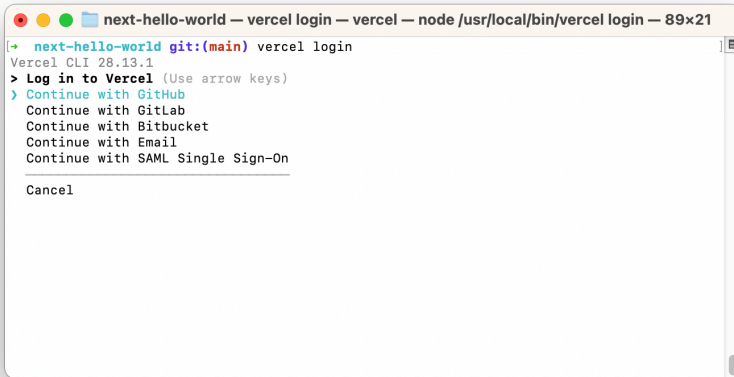 next-hello-world — vercel login — vercel — node /usr/local/bin/vercel login — 89×21
[➜  next-hello-world git:(main) vercel login ]
Vercel CLI 28.13.1
> Log in to Vercel (Use arrow keys)
❯ Continue with GitHub
Continue with GitLab
Continue with Bitbucket
Continue with Email
Continue with SAML Single Sign-On
─────────────────────────────────
Cancel